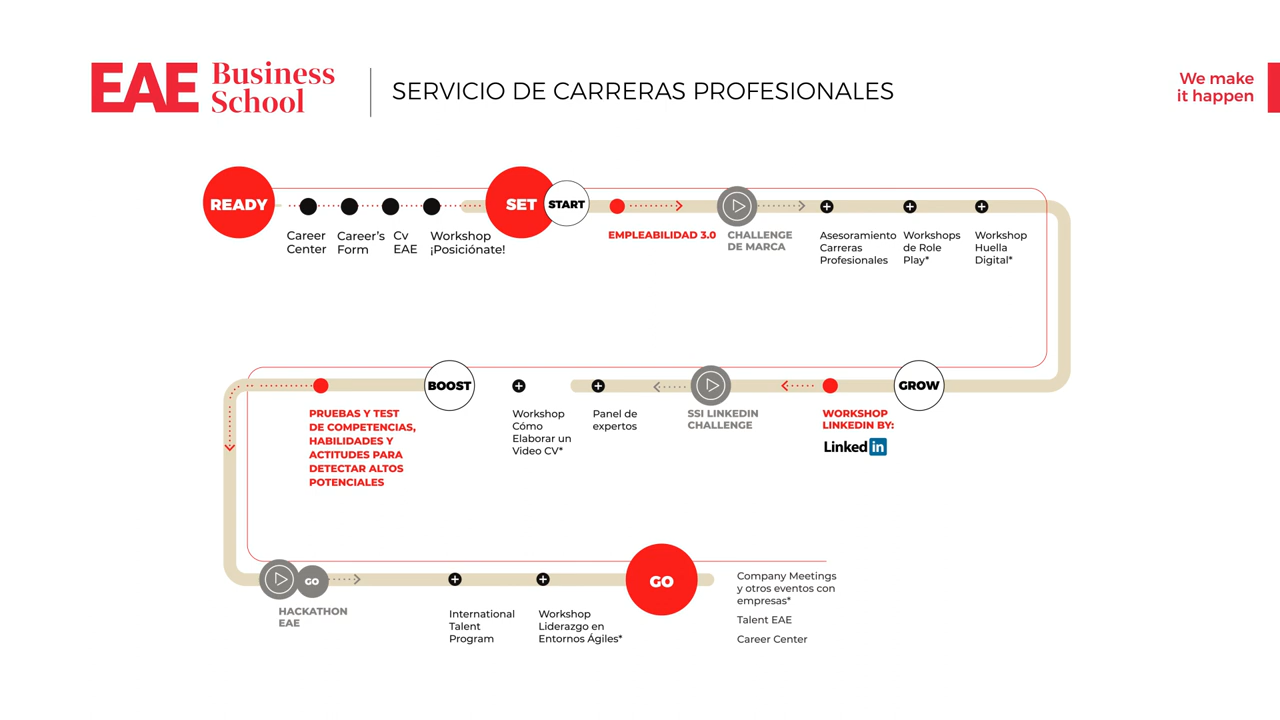 EAE Business
School
SERVICIO DE CARRERAS PROFESIONALES
We make
it happen
READY
Career
Center
Career's
Form
Cv
EAE
Workshop
¡Posiciónate!
SET
START
EMPLEABILIDAD 3.0
CHALLENGE
DE MARCA
Asesoramiento
Carreras
Profesionales
Workshops
de Role
Play*
Workshop
Huella
Digital*
GROW
WORKSHOP
LINKEDIN BY:
Linked in
SSI LINKEDIN
CHALLENGE
Panel de
expertos
Workshop
Cómo
Elaborar un
Video CV*
BOOST
PRUEBAS Y TEST
DE COMPETENCIAS,
HABILIDADES Y
ACTITUDES PARA
DETECTAR ALTOS
POTENCIALES
GO
HACKATHON
EAE
International
Talent
Program
Workshop
Liderazgo en
Entornos Ágiles*
GO
Company Meetings
y otros eventos con
empresas*
Talent EAE
Career Center